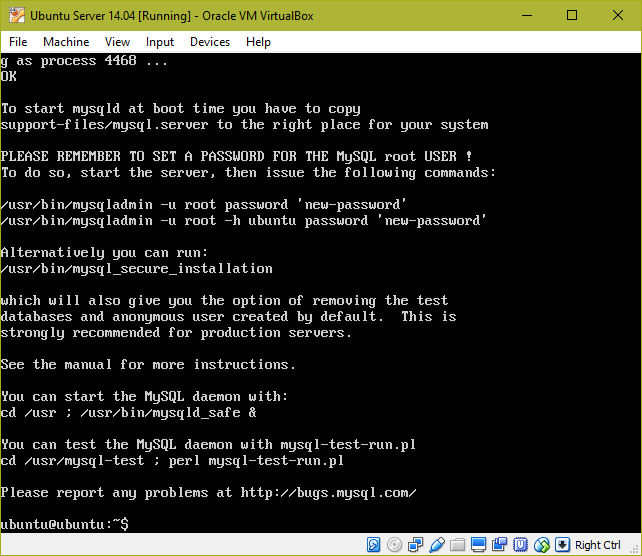 Ubuntu Server 14.04 [Running] - Oracle VM VirtualBox
File Machine View Input Devices Help
g as process 4468 ...
OK
To start mysqld at boot time you have to copy
support-files/mysql.server to the right place for your system
PLEASE REMEMBER TO SET A PASSWORD FOR THE MySQL root USER !
To do so, start the server, then issue the following commands:
/usr/bin/mysqladmin -u root password 'new-password'
/usr/bin/mysqladmin -u root -h ubuntu password 'new-password'
Alternatively you can run:
/usr/bin/mysql_secure_installation
which will also give you the option of removing the test
databases and anonymous user created by default.  This is
strongly recommended for production servers.
See the manual for more instructions.
You can start the MySQL daemon with:
cd /usr ; /usr/bin/mysqld_safe &
You can test the MySQL daemon with mysql-test-run.pl
cd /usr/mysql-test ; perl mysql-test-run.pl
Please report any problems at http://bugs.mysql.com/
ubuntu@ubuntu:~$
Right Ctrl